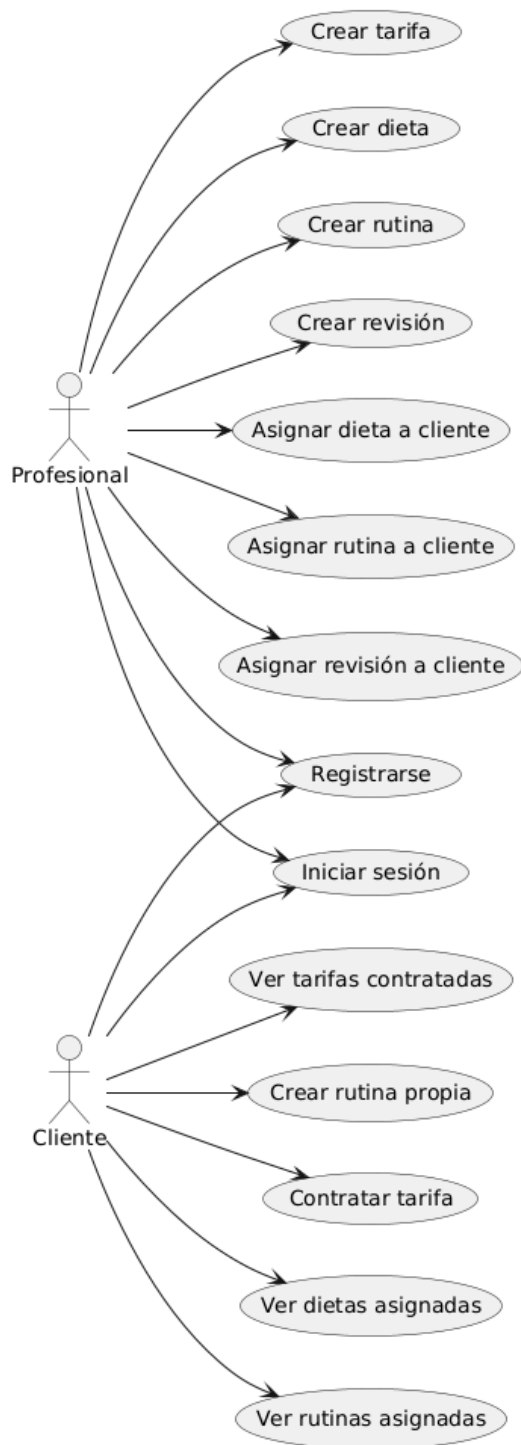 Crear tarifa
Crear dieta
Crear rutina
Crear revisión
Asignar dieta a cliente
Profesional
Asignar rutina a cliente
Asignar revisión a cliente
Registrarse
Iniciar sesión
Ver tarifas contratadas
Crear rutina propia
Cliente
Contratar tarifa
Ver dietas asignadas
Ver rutinas asignadas